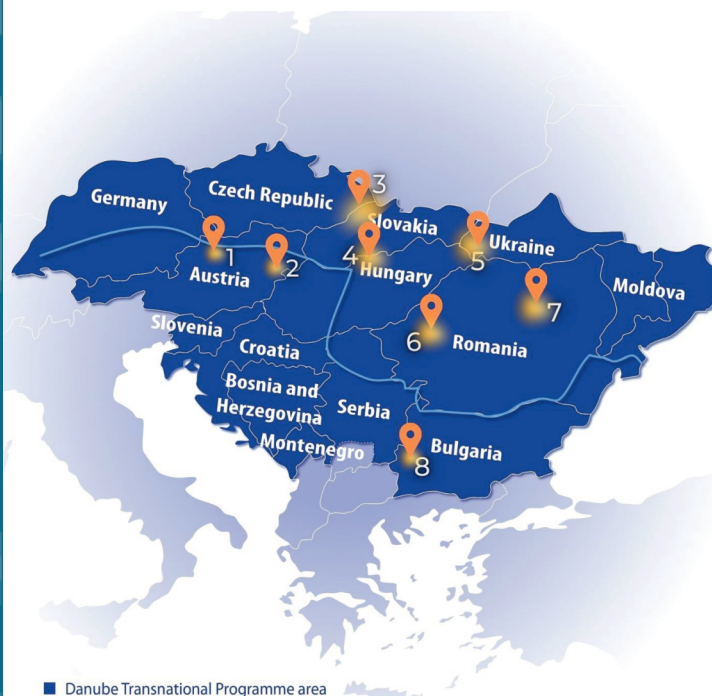 Germany
Czech Republic
3
Slovakia
Ukraine
1
2
4
5
Austria
Hungary
Moldova
7
Slovenia
6
Romania
Croatia
Bosnia and
Herzegovina
Serbia
Montenegro
Bulgaria
8
Danube Transnational Programme area